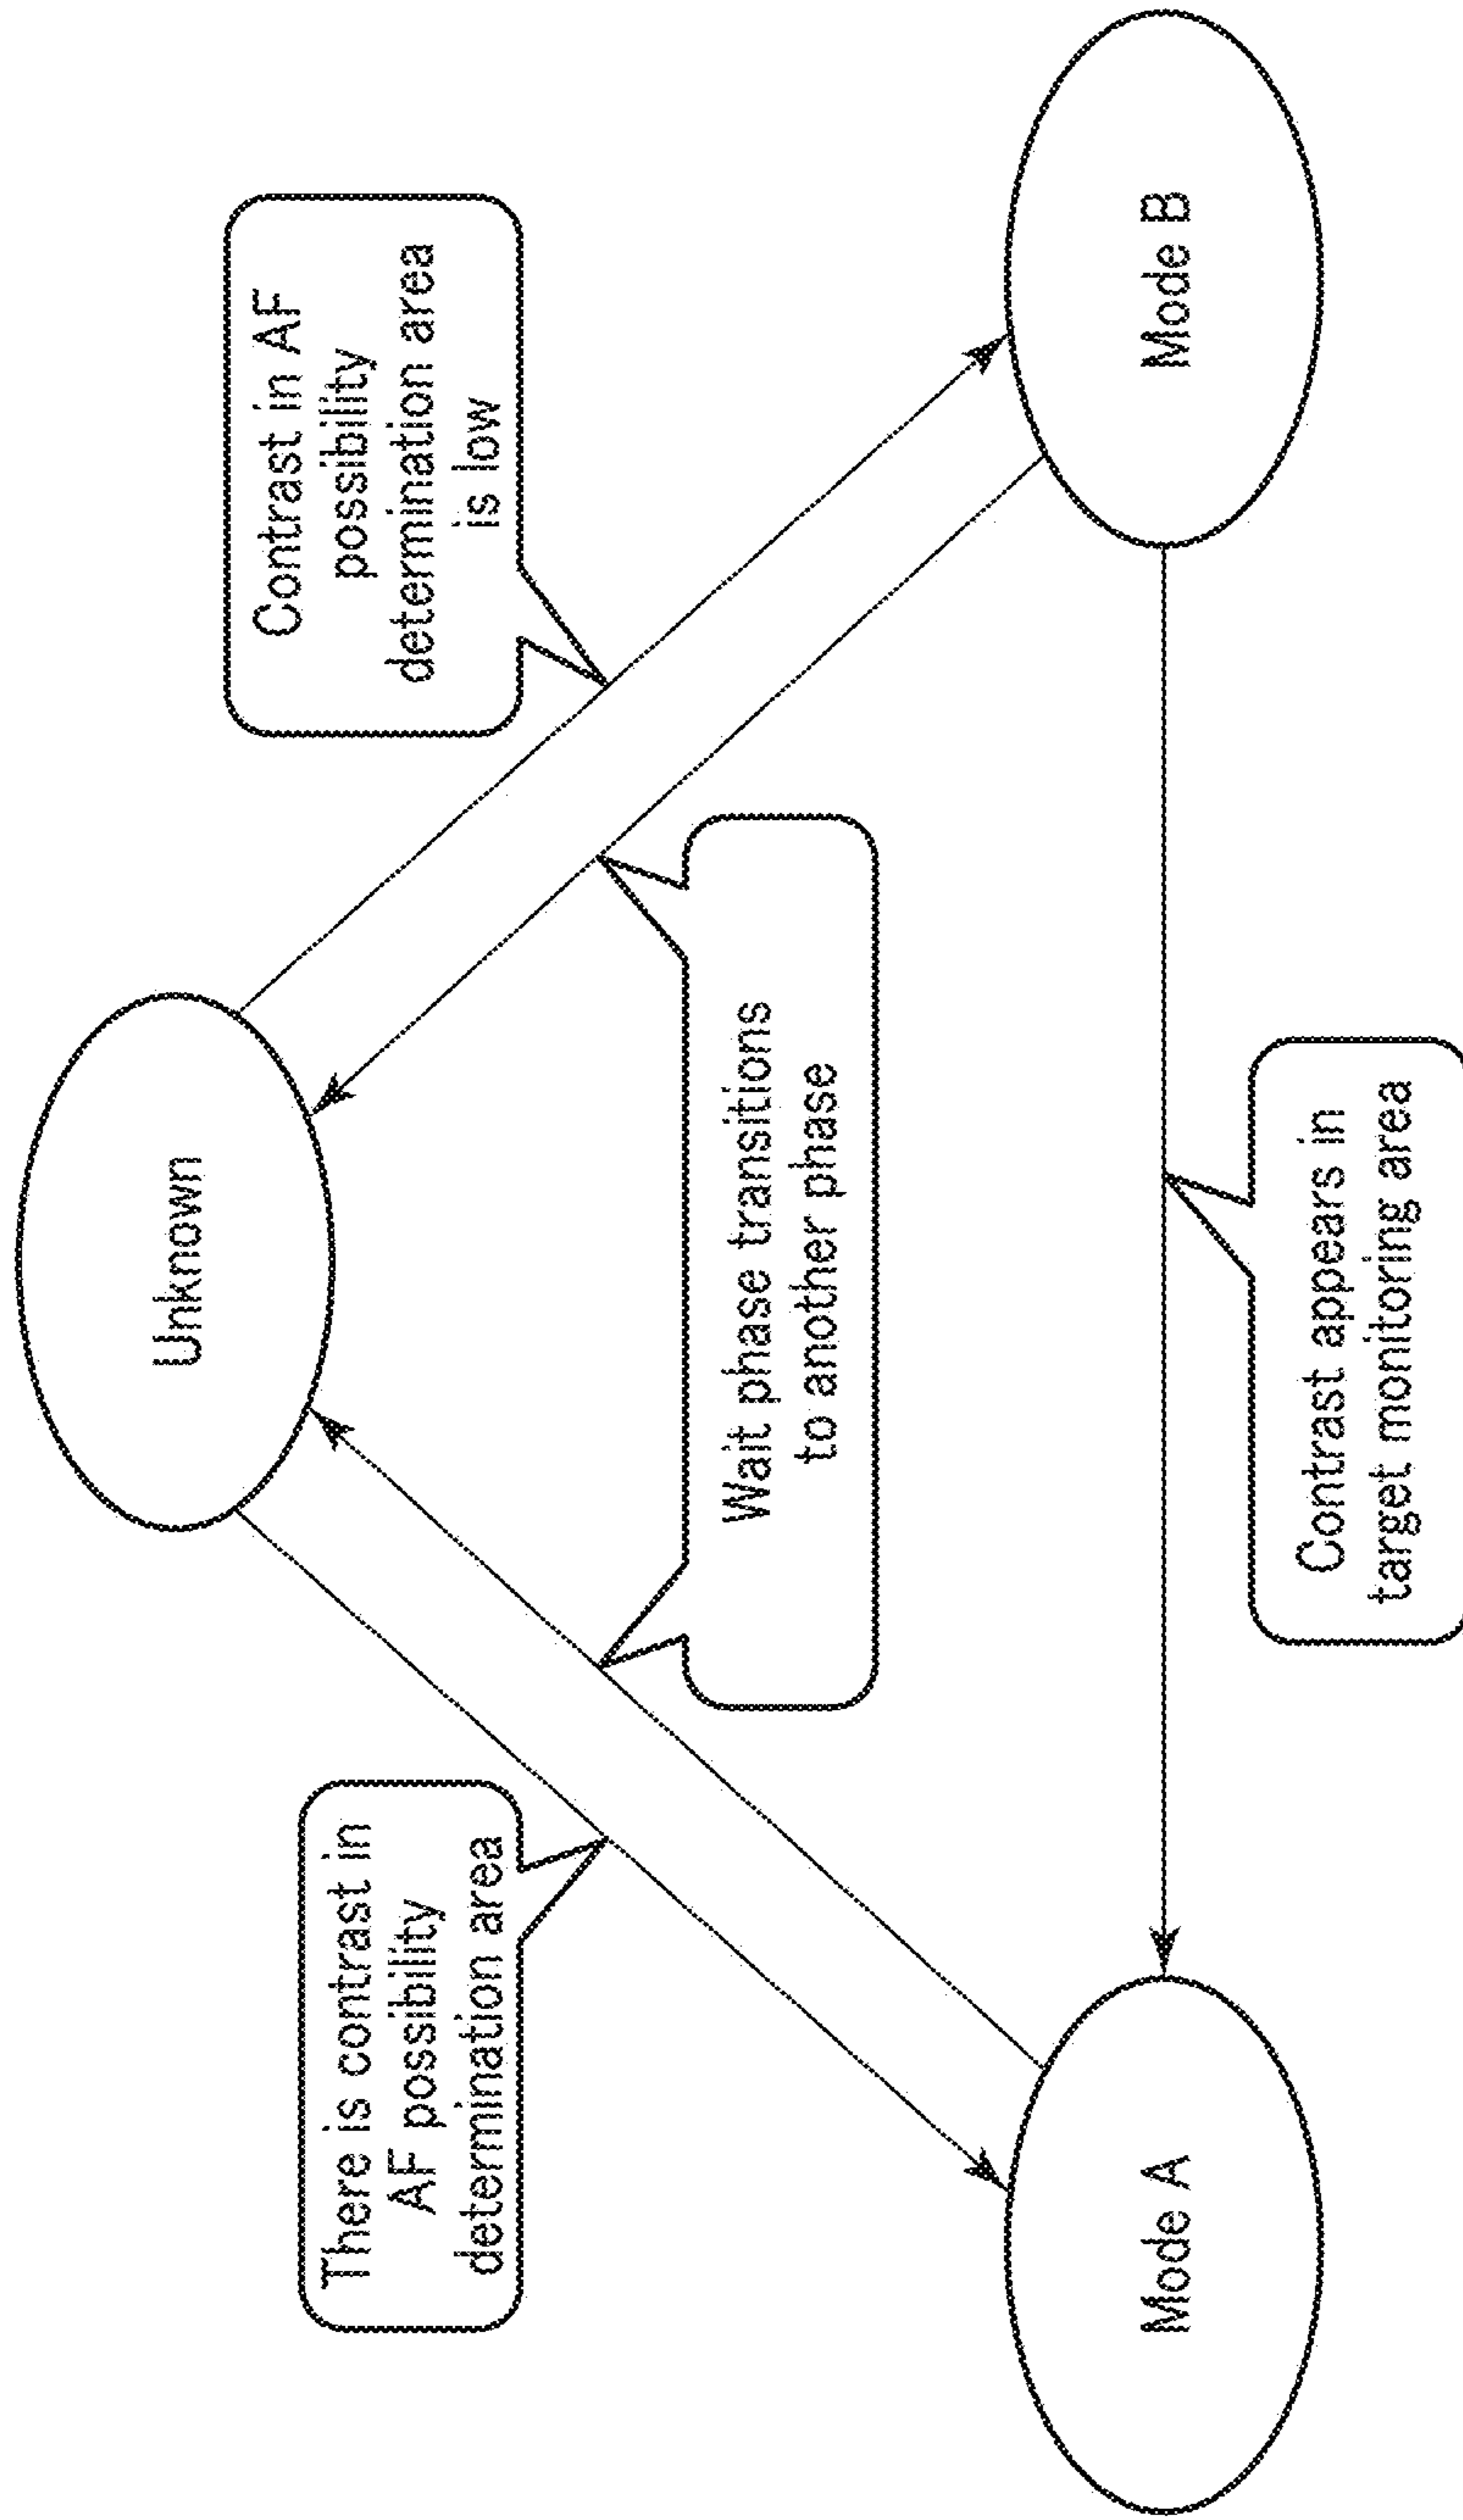 Unknown
There is contrast in
AF possibility
determination area
Contrast in AF
possibility
determination area
is low
Wait phase transitions
to another phase
Mode A
Mode B
Contrast appears in
target monitoring area